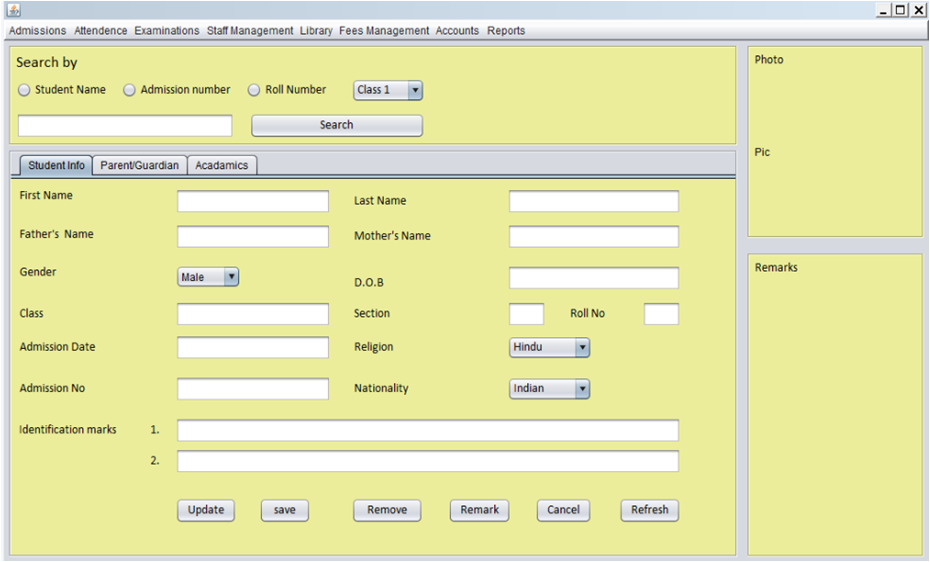 Admissions Attendence Examinations Staff Management Library Fees Management Accounts Reports
Search by
Student Name Admission number Roll Number Class 1
Search
Student Info Parent/Guardian Acadamics
First Name Last Name
Father's Name Mother's Name
Gender Male D.O.B
Class Section Roll No
Admission Date Religion Hindu
Admission No Nationality Indian
Identification marks 1.
2.
Update save Remove Remark Cancel Refresh
Photo
Pic
Remarks